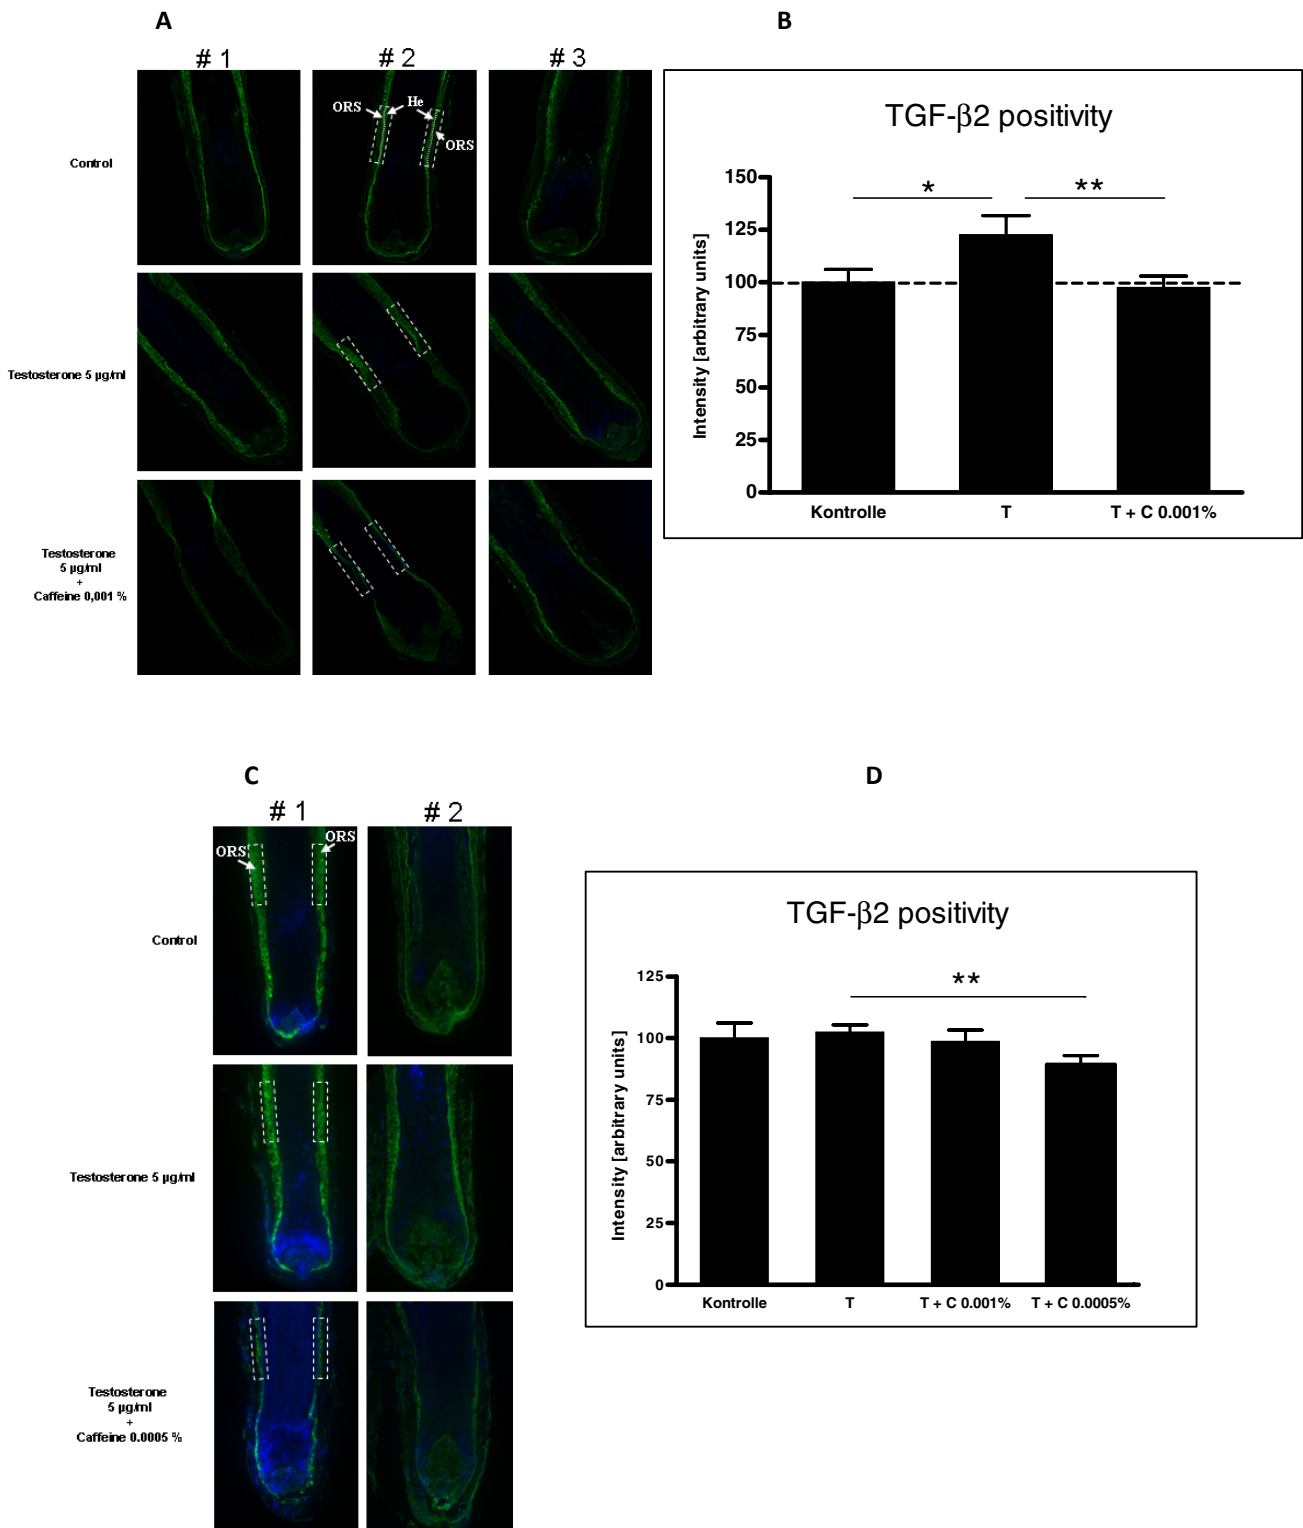 A
B
# 1
# 2
# 3
ORS
He
ORS
Control
Testosterone 5 µg/ml
Testosterone
5 µg/ml
+
Caffeine 0,001 %
TGF-β2 positivity
*
**
Intensity [arbitrary units]
150
125
100
75
50
25
0
Kontrolle
T
T + C 0.001%
C
D
# 1
# 2
ORS
ORS
Control
Testosterone 5 µg/ml
Testosterone
5 µg/ml
+
Caffeine 0.0005 %
TGF-β2 positivity
**
Intensity [arbitrary units]
125
100
75
50
25
0
Kontrolle
T
T + C 0.001%
T + C 0.0005%